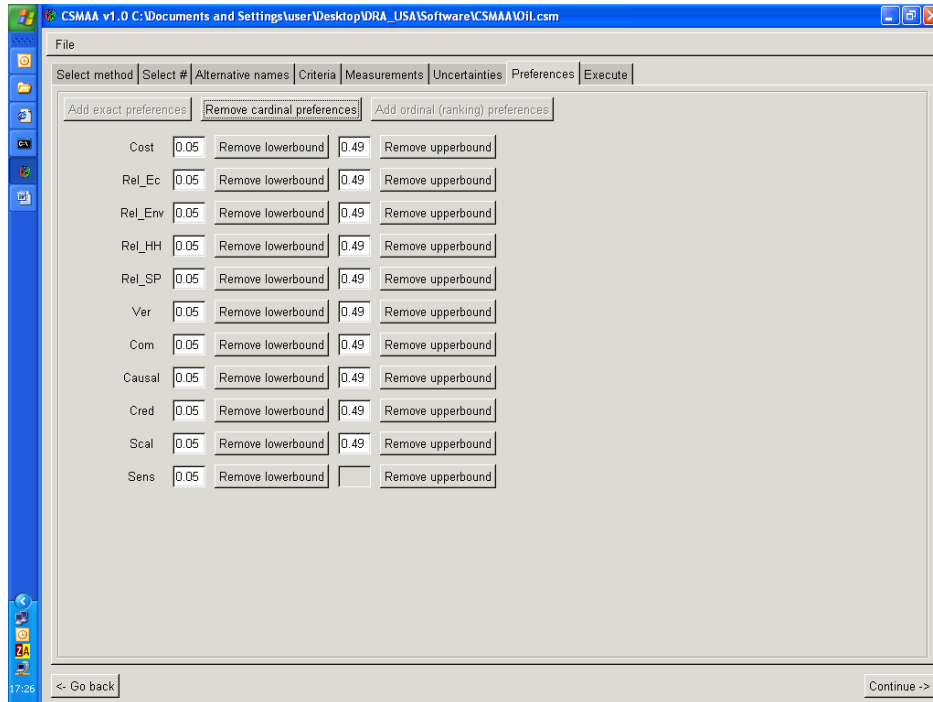 CSMAA v1.0 C:\Documents and Settings\user\Desktop\DRA_USA\Software\CSMAA\Oil.csm
File
Select method Select # Alternative names Criteria Measurements Uncertainties Preferences Execute
Add exact preferences Remove cardinal preferences Add ordinal (ranking) preferences
Cost 0.05 Remove lowerbound 0.49 Remove upperbound
Rel_Ec 0.05 Remove lowerbound 0.49 Remove upperbound
Rel_Env 0.05 Remove lowerbound 0.49 Remove upperbound
Rel_HH 0.05 Remove lowerbound 0.49 Remove upperbound
Rel_SP 0.05 Remove lowerbound 0.49 Remove upperbound
Ver 0.05 Remove lowerbound 0.49 Remove upperbound
Com 0.05 Remove lowerbound 0.49 Remove upperbound
Causal 0.05 Remove lowerbound 0.49 Remove upperbound
Cred 0.05 Remove lowerbound 0.49 Remove upperbound
Scal 0.05 Remove lowerbound 0.49 Remove upperbound
Sens 0.05 Remove lowerbound Remove upperbound
ZA
17:26 <- Go back Continue ->